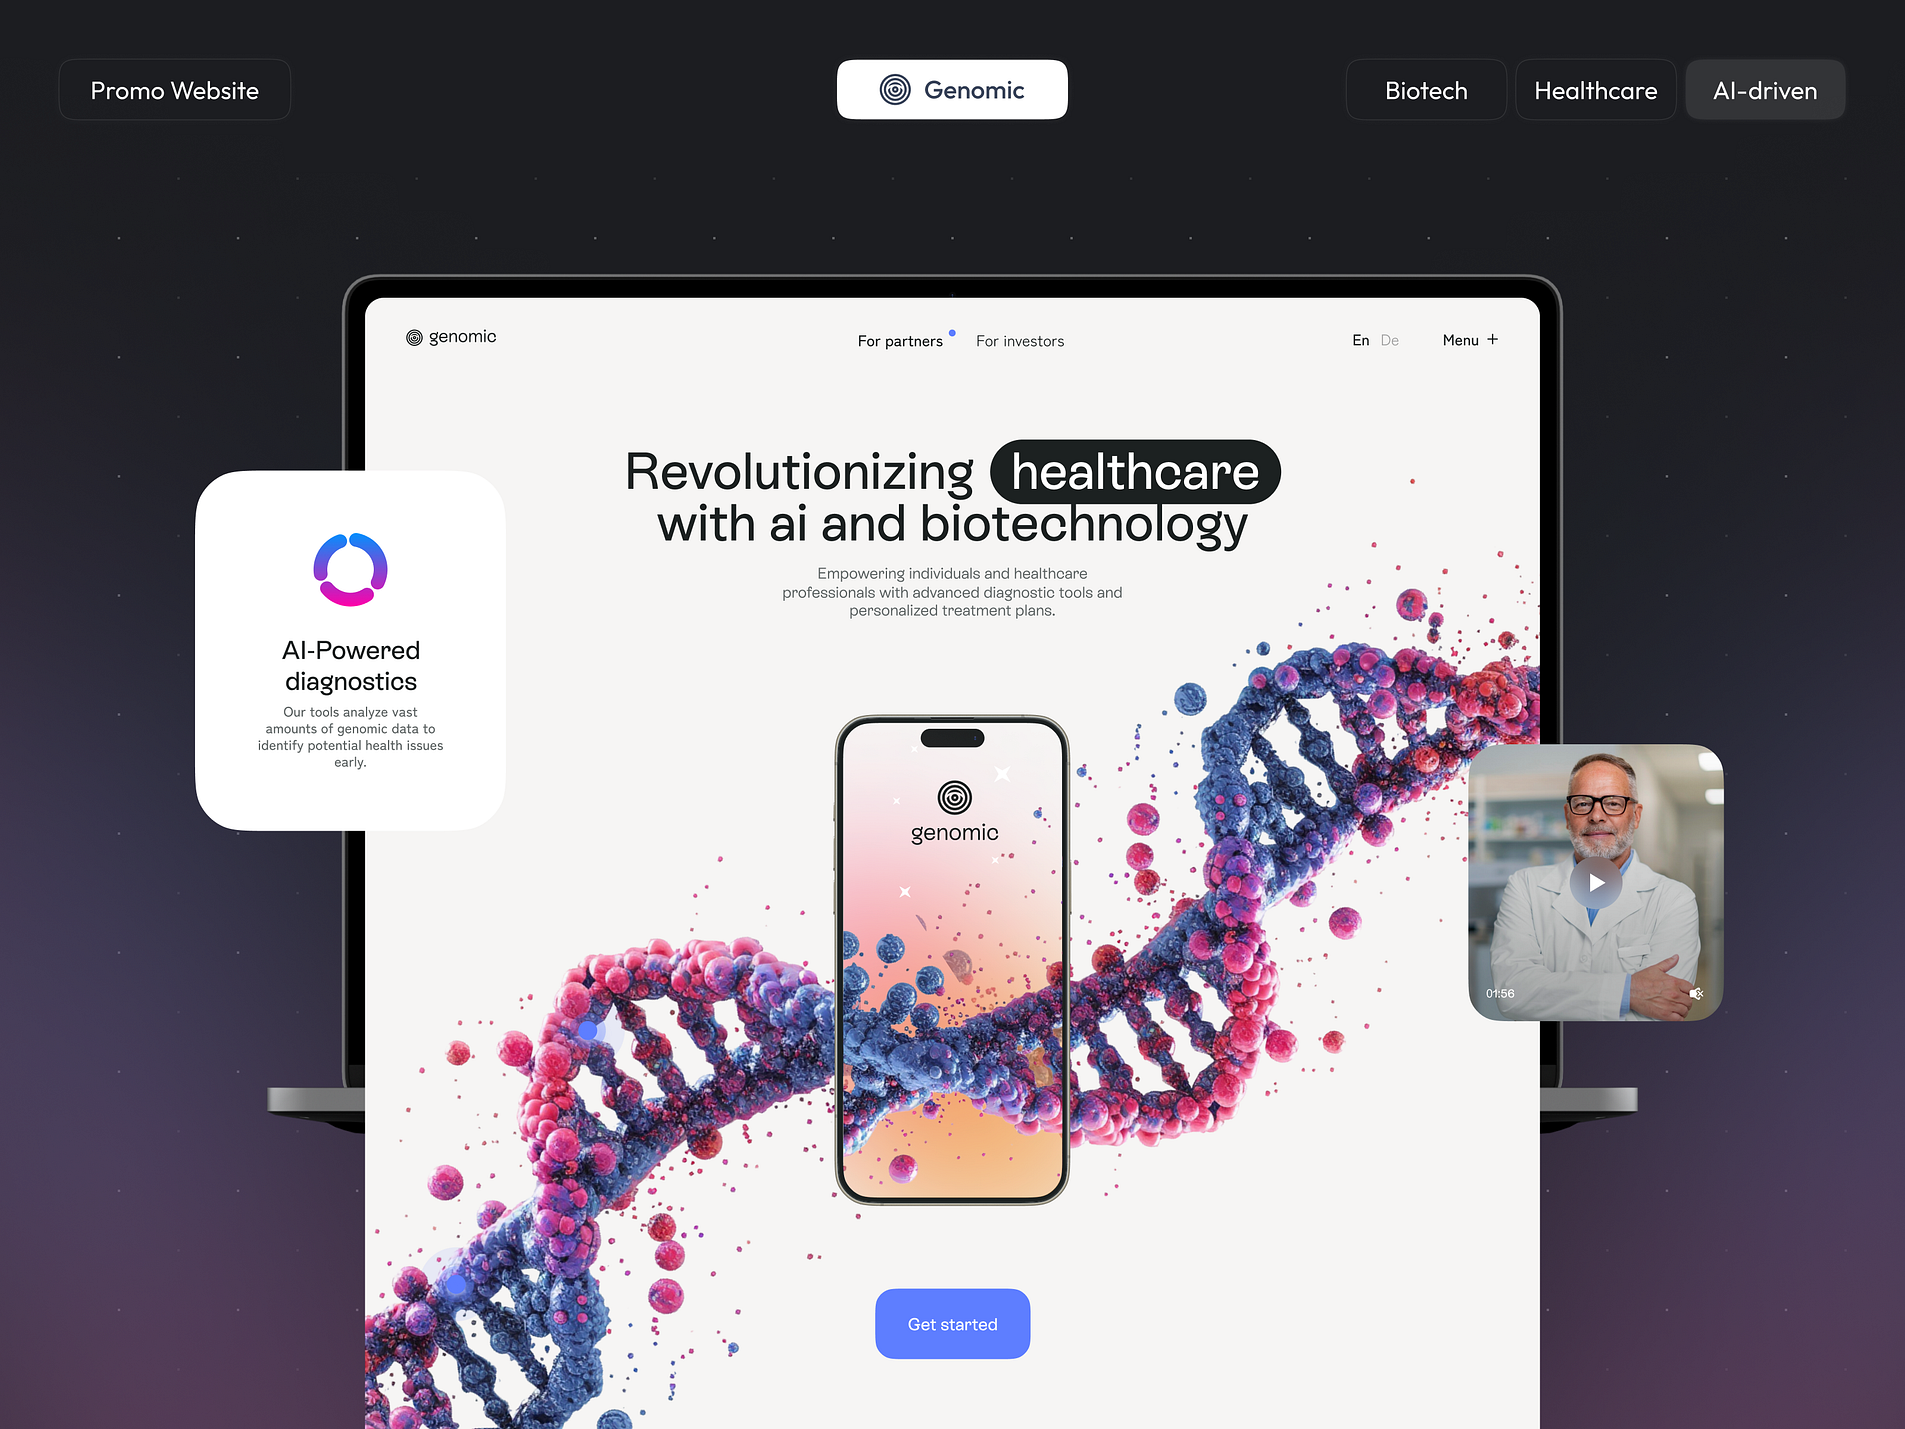 Promo Website
Genomic
Biotech
Healthcare
AI-driven
genomic
For partners
For investors
En
De
Menu +
Revolutionizing healthcare
with ai and biotechnology
Empowering individuals and healthcare
professionals with advanced diagnostic tools and
personalized treatment plans.
AI-Powered
diagnostics
Our tools analyze vast
amounts of genomic data to
identify potential health issues
early.
genomic
01:56
Get started